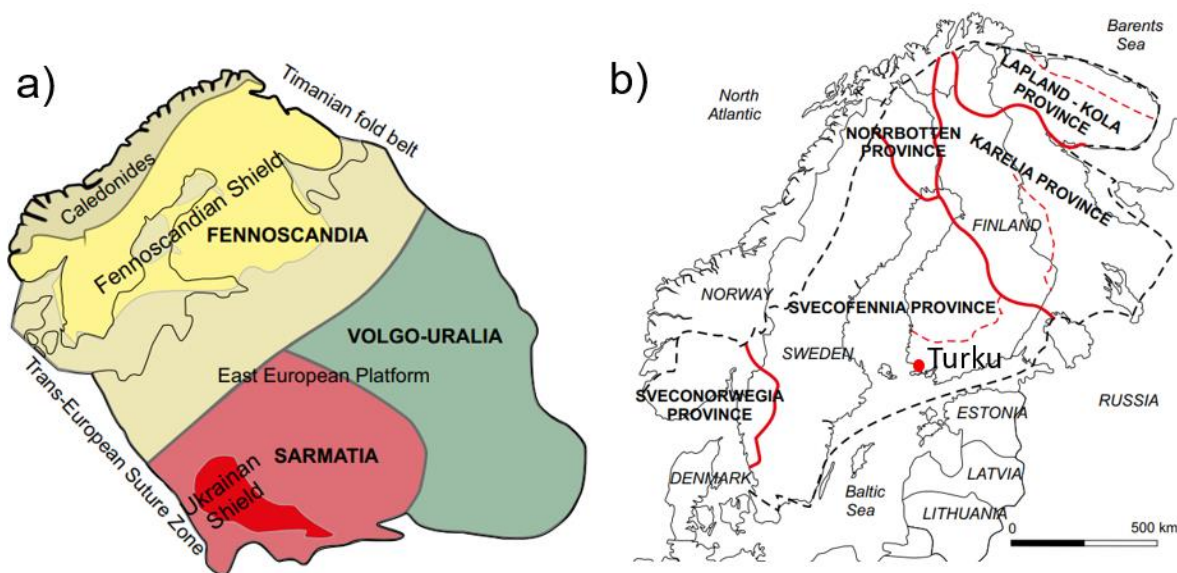 a)
Timanian fold belt
Caledonides
Fennoscandian Shield
FENNOSCANDIA
VOLGO-URALIA
East European Platform
Trans-European Suture Zone
SARMATIA
Ukrainan
Shield
b)
Barents
Sea
North
Atlantic
LAPLAND - KOLA
PROVINCE
NORRBOTTEN
PROVINCE
KARELIA PROVINCE
FINLAND
NORWAY
SVECOFENNIA PROVINCE
SWEDEN
Turku
SVECONORWEGIA
PROVINCE
ESTONIA
RUSSIA
DENMARK
Baltic
Sea
LATVIA
LITHUANIA
0 500 km